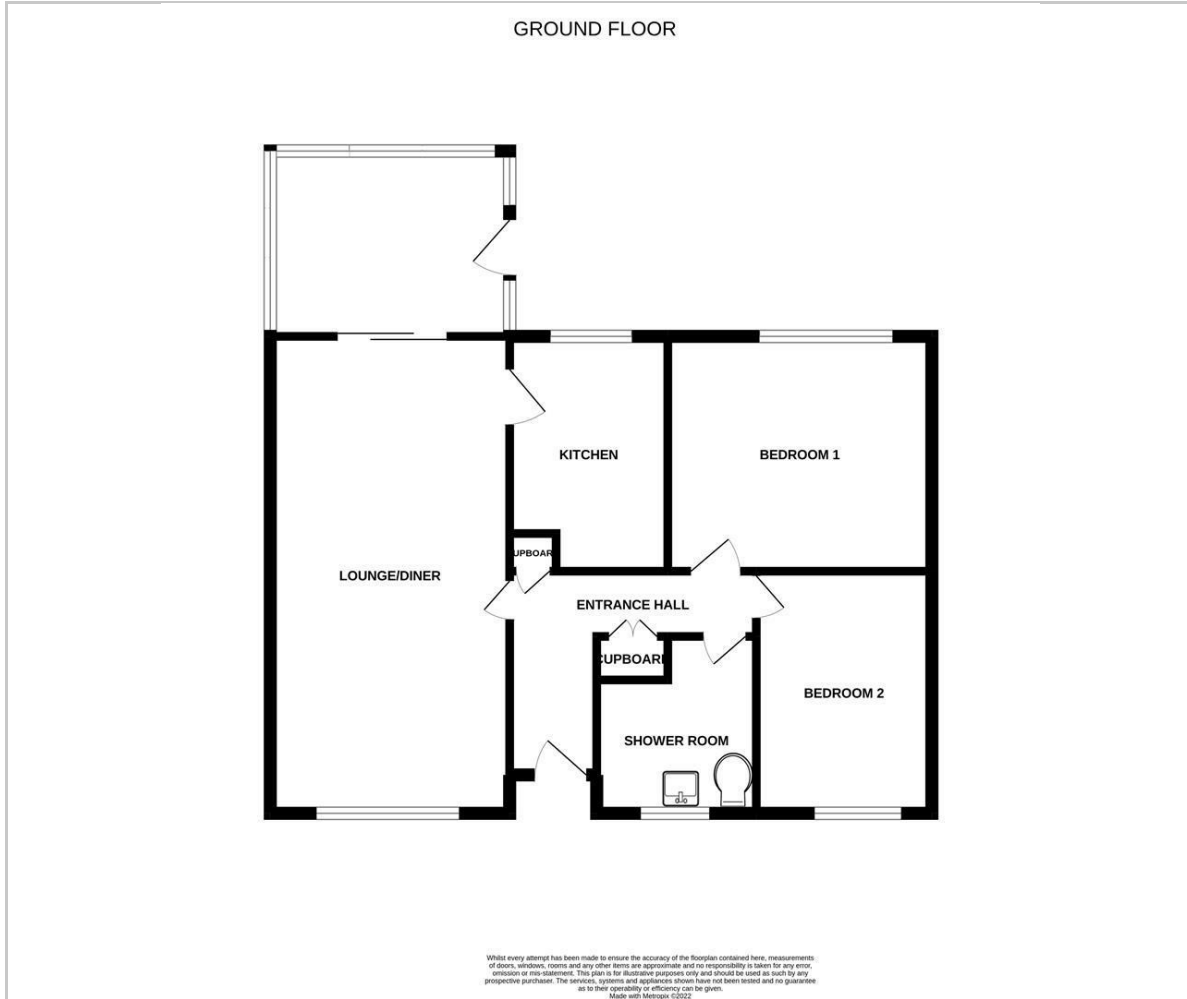 GROUND FLOOR
KITCHEN
BEDROOM 1
UPBOAR
LOUNGE/DINER
ENTRANCE HALL
CUPBOARD
BEDROOM 2
SHOWER ROOM
Whilst every attempt has been made to ensure the accuracy of the floorplan contained here, measurements
of doors, windows, rooms and any other items are approximate and no responsibility is taken for any error,
omission or mis-statement. This plan is for illustrative purposes only and should be used as such by any
prospective purchaser. The services, systems and appliances shown have not been tested and no guarantee
as to their operability or efficiency can be given.
Made with Metropix ©2022